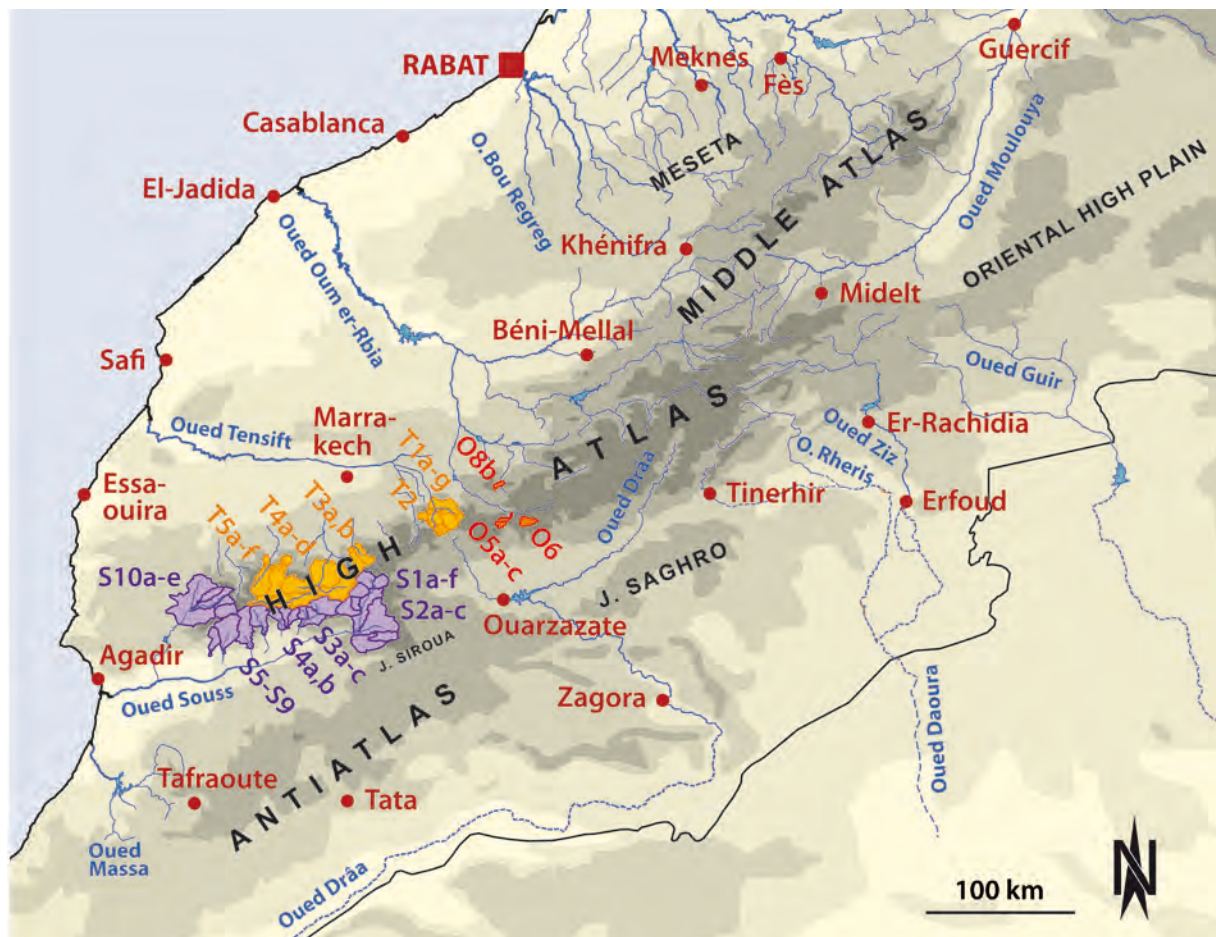 RABAT
Meknès
Fès
Guercif
Casablanca
El-Jadida
O. Bou Regreg
MESETA
MIDDLE ATLAS
Oued Moulouya
ORIENTAL HIGH PLAIN
Oued Oum er-Rbia
Khénifra
Midelt
Béni-Mellal
Safi
Oued Guir
Marra-
kech
Oued Tensift
ATLAS
Er-Rachidia
Oued Ziz
O. Rheris
T1a-g
T2
O8b
Oued Draa
Tinerhir
Erfoud
Essa-
ouira
T5a-f
T4a-d
T3a,b
HIGH
O5a-c
O6
S10a-e
S1a-f
S2a-c
J. SAGHRO
Ouarzazate
S3a-c
S4a,b
S5-S9
J. SIROUA
Agadir
Oued Souss
Zagora
Oued Daoura
ANTIATLAS
Tafraoute
Tata
Oued
Massa
Oued Drâa
100 km
N